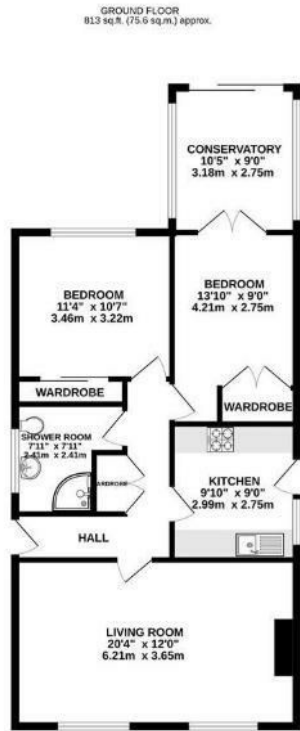 GROUND FLOOR
813 sq.ft. (75.6 sq.m.) approx.
CONSERVATORY
10'5" x 9'0"
3.18m x 2.75m
BEDROOM
11'4" x 10'7"
3.46m x 3.22m
BEDROOM
13'10" x 9'0"
4.21m x 2.75m
WARDROBE
WARDROBE
SHOWER ROOM
7'11" x 7'11"
2.41m x 2.41m
WARDROBE
KITCHEN
9'10" x 9'0"
2.99m x 2.75m
HALL
LIVING ROOM
20'4" x 12'0"
6.21m x 3.65m